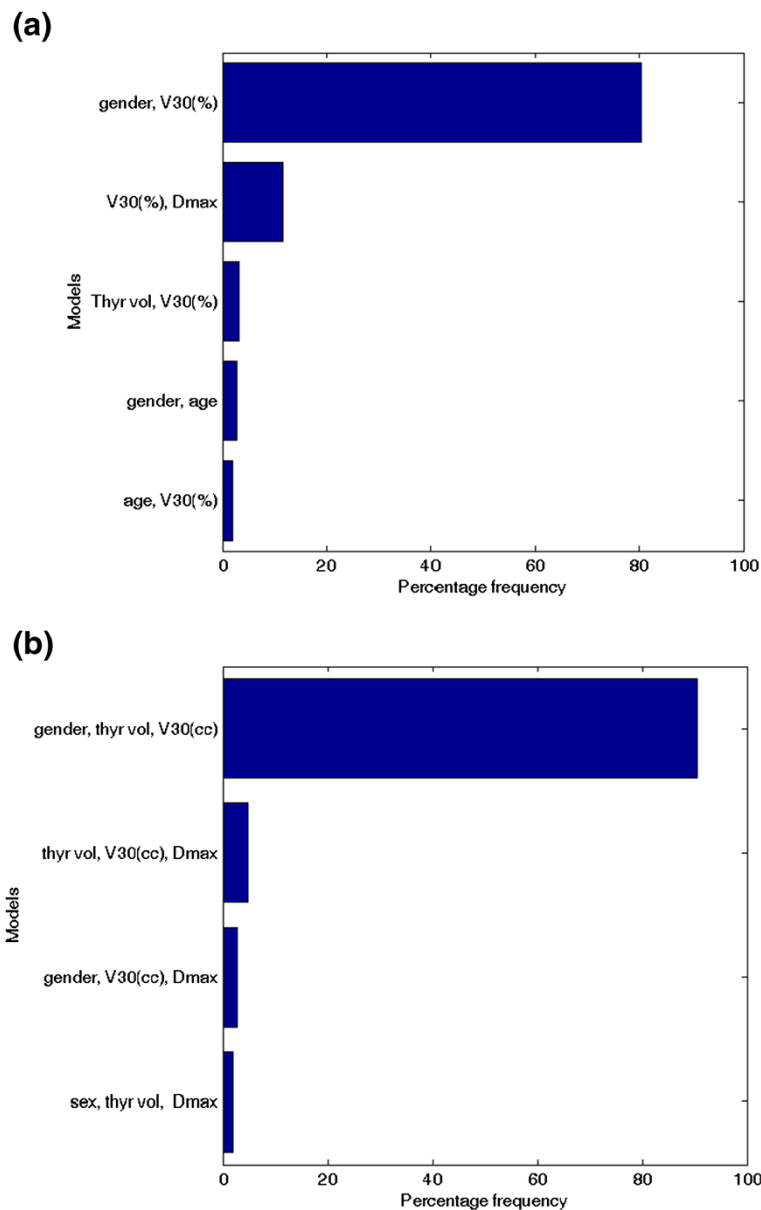 (a)
gender, V30(%)
V30(%), Dmax
Thyr vol, V30(%)
gender, age
age, V30(%)
Models
0 20 40 60 80 100
Percentage frequency
(b)
gender, thyr vol, V30(cc)
thyr vol, V30(cc), Dmax
gender, V30(cc), Dmax
sex, thyr vol, Dmax
Models
0 20 40 60 80 100
Percentage frequency